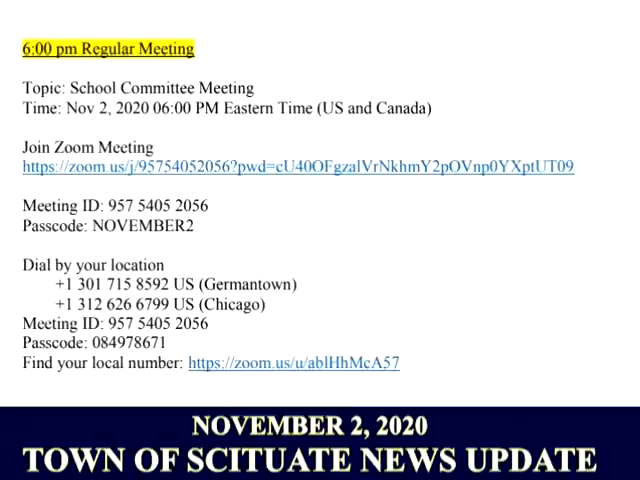 6:00 pm Regular Meeting
Topic: School Committee Meeting
Time: Nov 2, 2020 06:00 PM Eastern Time (US and Canada)
Join Zoom Meeting
https://zoom.us/j/95754052056?pwd=cU40OFgzalVrNkhmY2pOVnp0YXptUT09
Meeting ID: 957 5405 2056
Passcode: NOVEMBER2
Dial by your location
+1 301 715 8592 US (Germantown)
+1 312 626 6799 US (Chicago)
Meeting ID: 957 5405 2056
Passcode: 084978671
Find your local number: https://zoom.us/u/ablHhMcA57
NOVEMBER 2, 2020
TOWN OF SCITUATE NEWS UPDATE